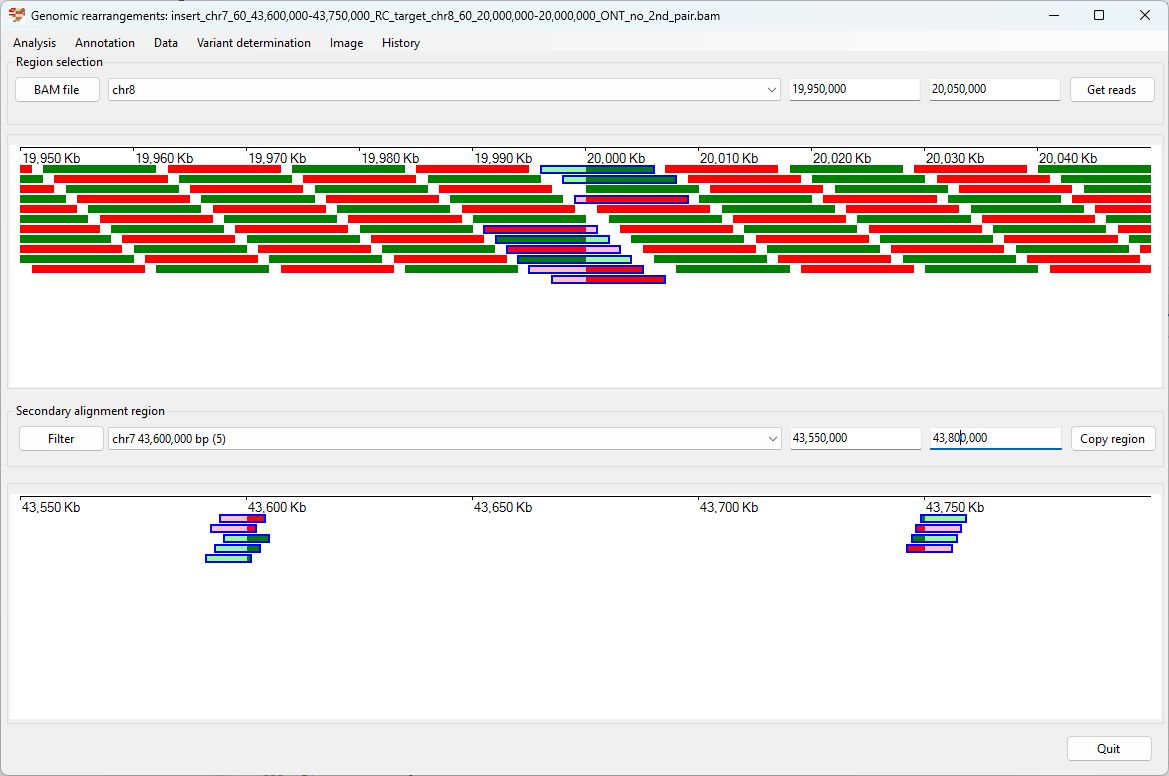 Genomic rearrangements: insert_chr7_60_43,600,000-43,750,000_RC_target_chr8_60_20,000,000-20,000,000_ONT_no_2nd_pair.bam
Analysis Annotation Data Variant determination Image History
Region selection
BAM file chr8 19,950,000 20,050,000 Get reads
19,950 Kb 19,960 Kb 19,970 Kb 19,980 Kb 19,990 Kb 20,000 Kb 20,010 Kb 20,020 Kb 20,030 Kb 20,040 Kb
Secondary alignment region
Filter chr7 43,600,000 bp (5) 43,550,000 43,800,000 Copy region
43,550 Kb 43,600 Kb 43,650 Kb 43,700 Kb 43,750 Kb
Quit